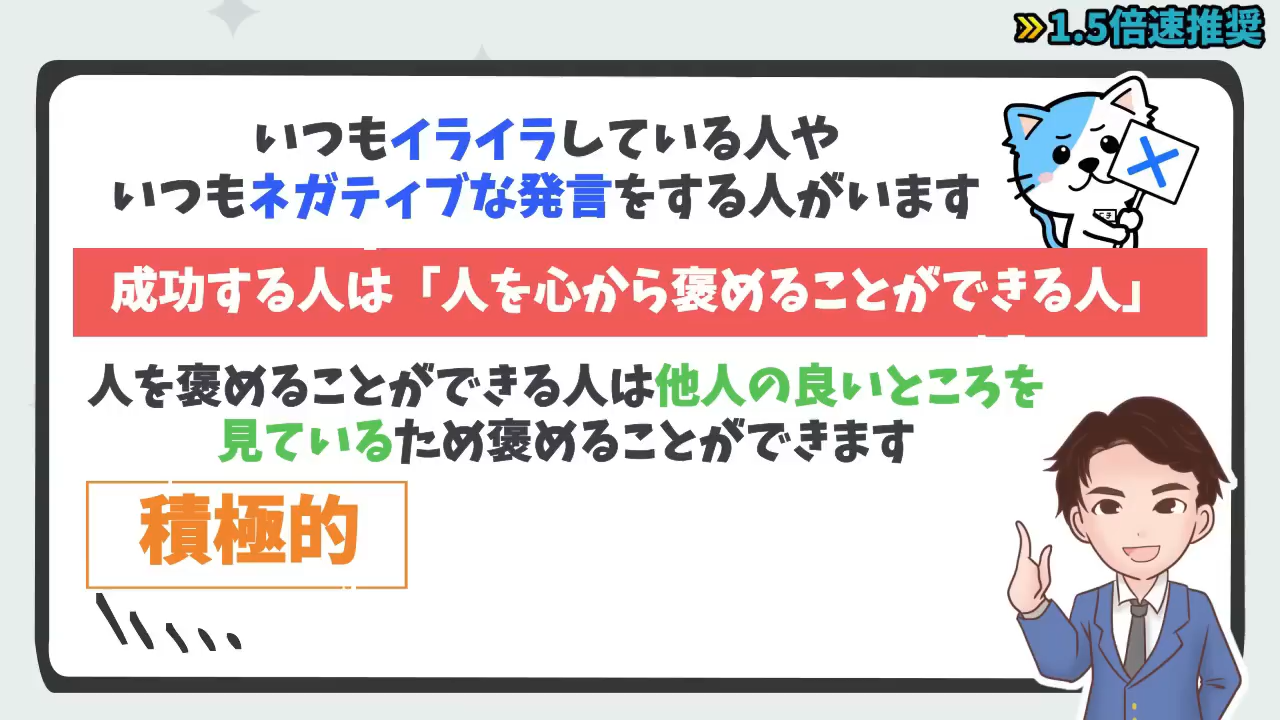 1.5倍速推奨
いつもイライラしている人や
いつもネガティブな発言をする人がいます
成功する人は「人を心から褒めることができる人」
人を褒めることができる人は他人の良いところを
見ているため褒めることができます
積極的